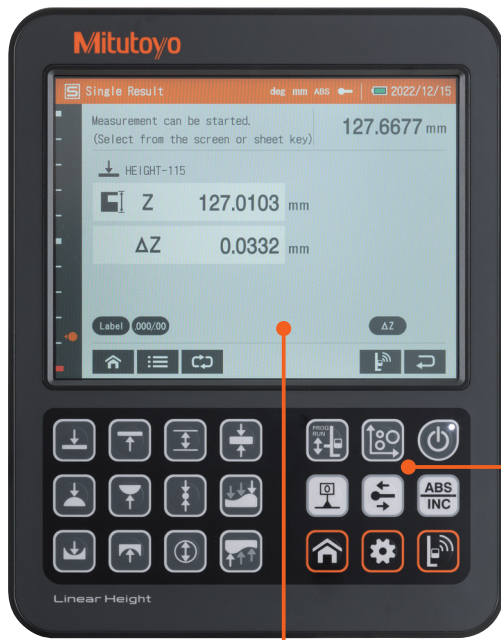 Mitutoyo
S Single Result deg mm ABS 2022/12/15
Measurement can be started.
(Select from the screen or sheet key)
127.6677 mm
HEIGHT-115
Z 127.0103 mm
ΔZ 0.0332 mm
Label .000/.00 ΔZ
PROG
RUN
0
ABS
INC
Linear Height